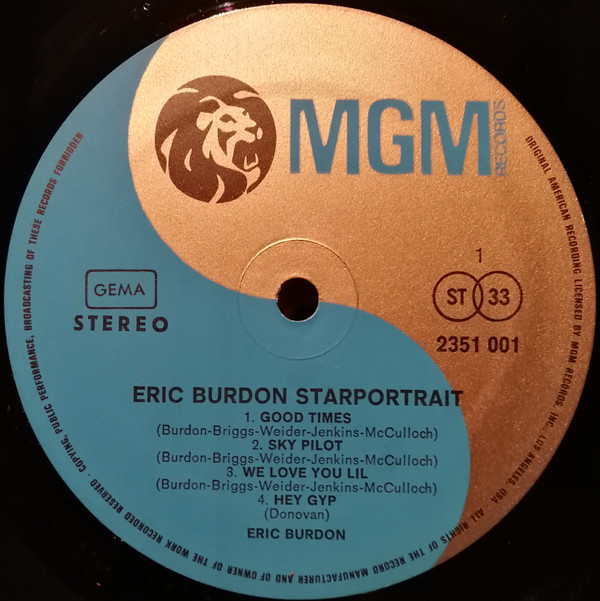 MGM
RECORDS
GEMA
STEREO
1
ST 33
2351 001
ERIC BURDON STARPORTRAIT
1. GOOD TIMES
(Burdon-Briggs-Weider-Jenkins-McCulloch)
2. SKY PILOT
(Burdon-Briggs-Weider-Jenkins-McCulloch)
3. WE LOVE YOU LIL
(Burdon-Briggs-Weider-Jenkins-McCulloch)
4. HEY GYP
(Donovan)
ERIC BURDON
ORIGINAL AMERICAN RECORDING LICENSED BY MGM RECORDS INC. LOS ANGELES, USA · ALL RIGHTS OF THE RECORD MANUFACTURER AND OF OWNER OF THE WORK RECORDED RESERVED · COPYING, PUBLIC PERFORMANCE, BROADCASTING OF THESE RECORDS FORBIDDEN